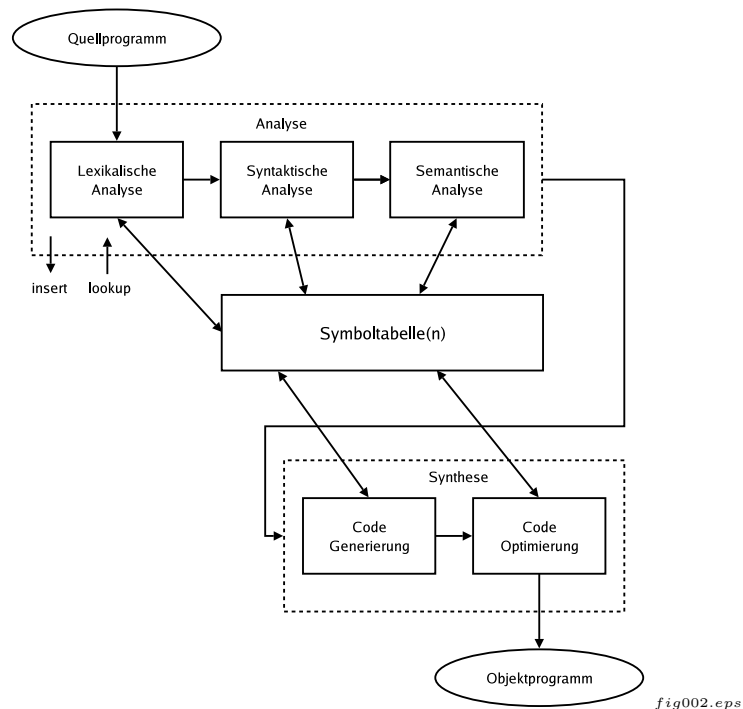 Quellprogramm
Analyse
Lexikalische
Analyse
Syntaktische
Analyse
Semantische
Analyse
insert
lookup
Symboltabelle(n)
Synthese
Code
Generierung
Code
Optimierung
Objektprogramm
fig002.eps